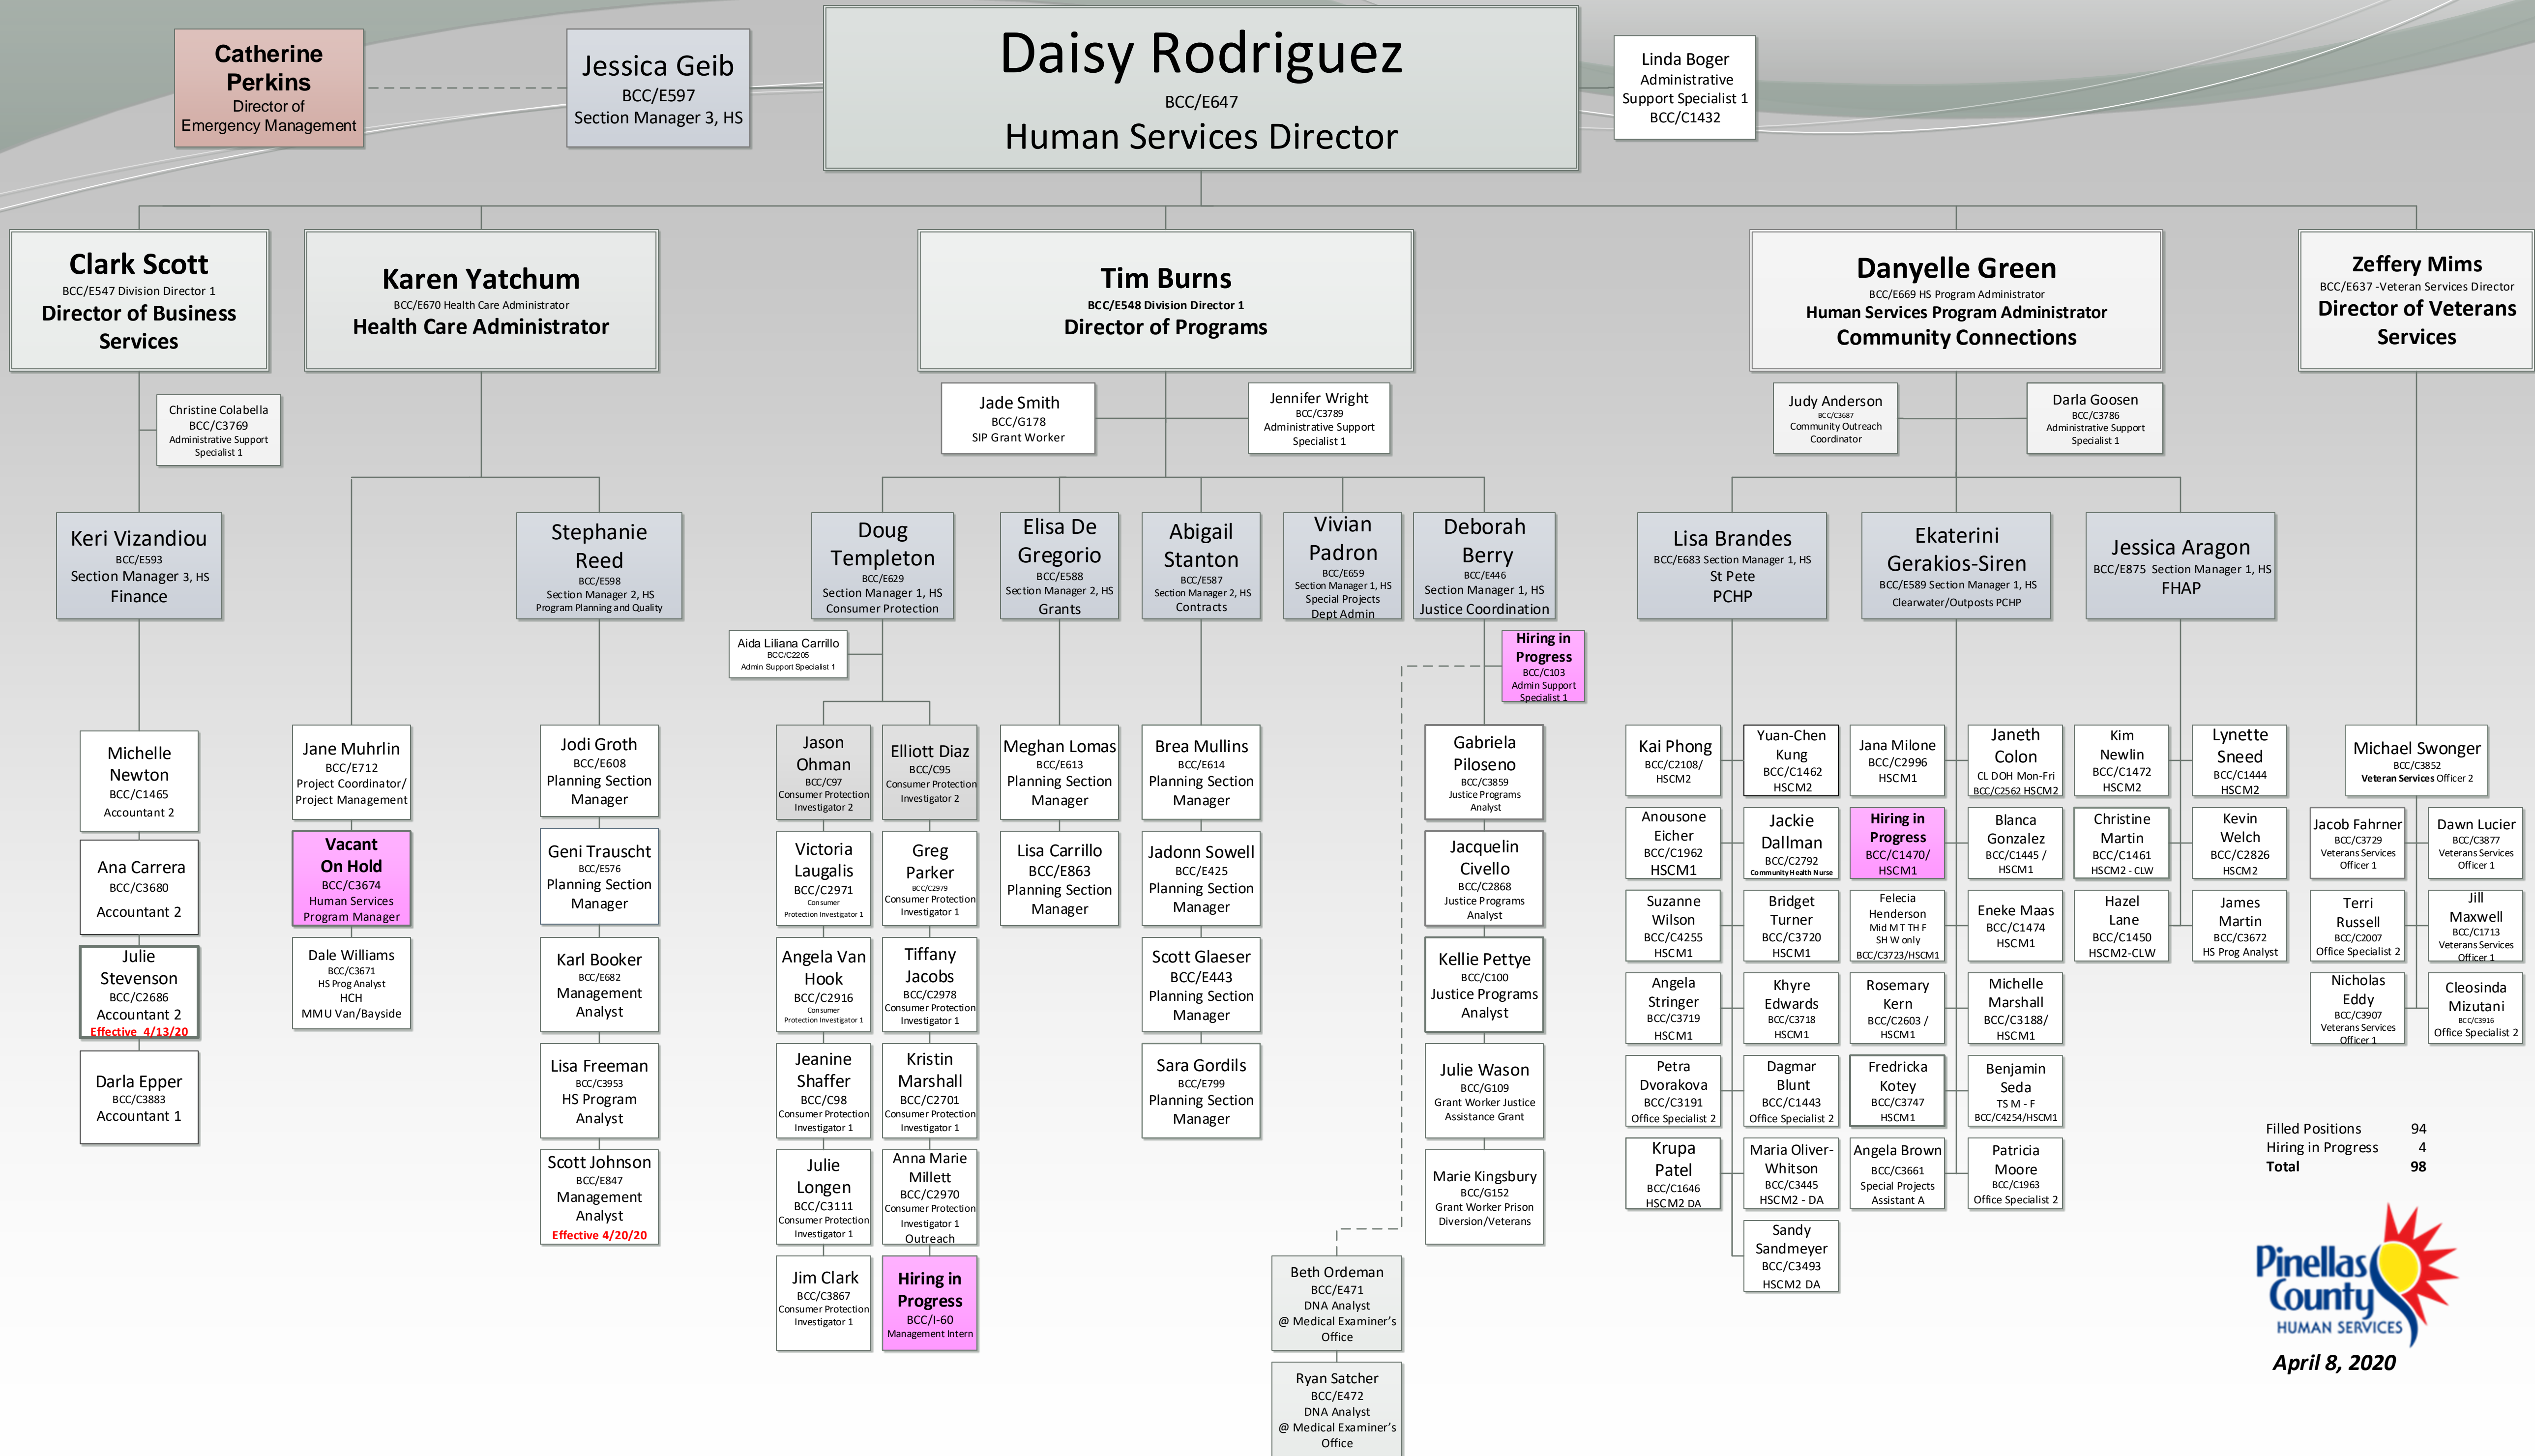 Catherine
Perkins
Director of
Emergency Management
Jessica Geib
BCC/E597
Section Manager 3, HS
Daisy Rodriguez
BCC/E647
Human Services Director
Linda Boger
Administrative
Support Specialist 1
BCC/C1432
Clark Scott
BCC/E547 Division Director 1
Director of Business
Services
Karen Yatchum
BCC/E670 Health Care Administrator
Health Care Administrator
Tim Burns
BCC/E548 Division Director 1
Director of Programs
Danyelle Green
BCC/E669 HS Program Administrator
Human Services Program Administrator
Community Connections
Zeffery Mims
BCC/E637 -Veteran Services Director
Director of Veterans
Services
Christine Colabella
BCC/C3769
Administrative Support
Specialist 1
Jade Smith
BCC/G178
SIP Grant Worker
Jennifer Wright
BCC/C3789
Administrative Support
Specialist 1
Judy Anderson
BCC/C3687
Community Outreach
Coordinator
Darla Goosen
BCC/C3786
Administrative Support
Specialist 1
Keri Vizandiou
BCC/E593
Section Manager 3, HS
Finance
Stephanie
Reed
BCC/E598
Section Manager 2, HS
Program Planning and Quality
Doug
Templeton
BCC/E629
Section Manager 1, HS
Consumer Protection
Elisa De
Gregorio
BCC/E588
Section Manager 2, HS
Grants
Abigail
Stanton
BCC/E587
Section Manager 2, HS
Contracts
Vivian
Padron
BCC/E659
Section Manager 1, HS
Special Projects
Dept Admin
Deborah
Berry
BCC/E446
Section Manager 1, HS
Justice Coordination
Lisa Brandes
BCC/E683 Section Manager 1, HS
St Pete
PCHP
Ekaterini
Gerakios-Siren
BCC/E589 Section Manager 1, HS
Clearwater/Outposts PCHP
Jessica Aragon
BCC/E875 Section Manager 1, HS
FHAP
Aida Liliana Carrillo
BCC/C2205
Admin Support Specialist 1
Hiring in
Progress
BCC/C103
Admin Support
Specialist 1
Michelle
Newton
BCC/C1465
Accountant 2
Ana Carrera
BCC/C3680
Accountant 2
Julie
Stevenson
BCC/C2686
Accountant 2
Effective 4/13/20
Darla Epper
BCC/C3883
Accountant 1
Jane Muhrlin
BCC/E712
Project Coordinator/
Project Management
Vacant
On Hold
BCC/C3674
Human Services
Program Manager
Dale Williams
BCC/C3671
HS Prog Analyst
HCH
MMU Van/Bayside
Jodi Groth
BCC/E608
Planning Section
Manager
Geni Trauscht
BCC/E576
Planning Section
Manager
Karl Booker
BCC/E682
Management
Analyst
Lisa Freeman
BCC/C3953
HS Program
Analyst
Scott Johnson
BCC/E847
Management
Analyst
Effective 4/20/20
Jason
Ohman
BCC/C97
Consumer Protection
Investigator 2
Victoria
Laugalis
BCC/C2971
Consumer
Protection Investigator 1
Angela Van
Hook
BCC/C2916
Consumer
Protection Investigator 1
Jeanine
Shaffer
BCC/C98
Consumer Protection
Investigator 1
Julie
Longen
BCC/C3111
Consumer Protection
Investigator 1
Jim Clark
BCC/C3867
Consumer Protection
Investigator 1
Elliott Diaz
BCC/C95
Consumer Protection
Investigator 2
Greg
Parker
BCC/C2979
Consumer Protection
Investigator 1
Tiffany
Jacobs
BCC/C2978
Consumer Protection
Investigator 1
Kristin
Marshall
BCC/C2701
Consumer Protection
Investigator 1
Anna Marie
Millett
BCC/C2970
Consumer Protection
Investigator 1
Outreach
Hiring in
Progress
BCC/I-60
Management Intern
Meghan Lomas
BCC/E613
Planning Section
Manager
Lisa Carrillo
BCC/E863
Planning Section
Manager
Brea Mullins
BCC/E614
Planning Section
Manager
Jadonn Sowell
BCC/E425
Planning Section
Manager
Scott Glaeser
BCC/E443
Planning Section
Manager
Sara Gordils
BCC/E799
Planning Section
Manager
Gabriela
Piloseno
BCC/C3859
Justice Programs
Analyst
Jacquelin
Civello
BCC/C2868
Justice Programs
Analyst
Kellie Pettye
BCC/C100
Justice Programs
Analyst
Julie Wason
BCC/G109
Grant Worker Justice
Assistance Grant
Marie Kingsbury
BCC/G152
Grant Worker Prison
Diversion/Veterans
Beth Ordeman
BCC/E471
DNA Analyst
@ Medical Examiner's
Office
Ryan Satcher
BCC/E472
DNA Analyst
@ Medical Examiner's
Office
Kai Phong
BCC/C2108/
HSCM2
Anousone
Eicher
BCC/C1962
HSCM1
Suzanne
Wilson
BCC/C4255
HSCM1
Angela
Stringer
BCC/C3719
HSCM1
Petra
Dvorakova
BCC/C3191
Office Specialist 2
Krupa
Patel
BCC/C1646
HSCM2 DA
Yuan-Chen
Kung
BCC/C1462
HSCM2
Jackie
Dallman
BCC/C2792
Community Health Nurse
Bridget
Turner
BCC/C3720
HSCM1
Khyre
Edwards
BCC/C3718
HSCM1
Dagmar
Blunt
BCC/C1443
Office Specialist 2
Maria Oliver-
Whitson
BCC/C3445
HSCM2 - DA
Sandy
Sandmeyer
BCC/C3493
HSCM2 DA
Jana Milone
BCC/C2996
HSCM1
Hiring in
Progress
BCC/C1470/
HSCM1
Felecia
Henderson
Mid M T TH F
SH W only
BCC/C3723/HSCM1
Rosemary
Kern
BCC/C2603 /
HSCM1
Fredricka
Kotey
BCC/C3747
HSCM1
Angela Brown
BCC/C3661
Special Projects
Assistant A
Janeth
Colon
CL DOH Mon-Fri
BCC/C2562 HSCM2
Blanca
Gonzalez
BCC/C1445 /
HSCM1
Eneke Maas
BCC/C1474
HSCM1
Michelle
Marshall
BCC/C3188/
HSCM1
Benjamin
Seda
TS M - F
BCC/C4254/HSCM1
Patricia
Moore
BCC/C1963
Office Specialist 2
Kim
Newlin
BCC/C1472
HSCM2
Christine
Martin
BCC/C1461
HSCM2 - CLW
Hazel
Lane
BCC/C1450
HSCM2-CLW
Lynette
Sneed
BCC/C1444
HSCM2
Kevin
Welch
BCC/C2826
HSCM2
James
Martin
BCC/C3672
HS Prog Analyst
Michael Swonger
BCC/C3852
Veteran Services Officer 2
Jacob Fahrner
BCC/C3729
Veterans Services
Officer 1
Dawn Lucier
BCC/C3877
Veterans Services
Officer 1
Terri
Russell
BCC/C2007
Office Specialist 2
Jill
Maxwell
BCC/C1713
Veterans Services
Officer 1
Nicholas
Eddy
BCC/C3907
Veterans Services
Officer 1
Cleosinda
Mizutani
BCC/C3916
Office Specialist 2
Filled Positions 94
Hiring in Progress 4
Total 98
Pinellas
County
HUMAN SERVICES
April 8, 2020